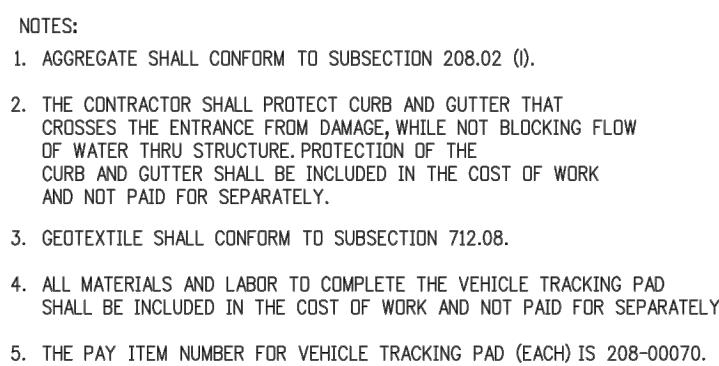 NOTES:
1. AGGREGATE SHALL CONFORM TO SUBSECTION 208.02 (I).
2. THE CONTRACTOR SHALL PROTECT CURB AND GUTTER THAT
CROSSES THE ENTRANCE FROM DAMAGE, WHILE NOT BLOCKING FLOW
OF WATER THRU STRUCTURE. PROTECTION OF THE
CURB AND GUTTER SHALL BE INCLUDED IN THE COST OF WORK
AND NOT PAID FOR SEPARATELY.
3. GEOTEXTILE SHALL CONFORM TO SUBSECTION 712.08.
4. ALL MATERIALS AND LABOR TO COMPLETE THE VEHICLE TRACKING PAD
SHALL BE INCLUDED IN THE COST OF WORK AND NOT PAID FOR SEPARATELY
5. THE PAY ITEM NUMBER FOR VEHICLE TRACKING PAD (EACH) IS 208-00070.